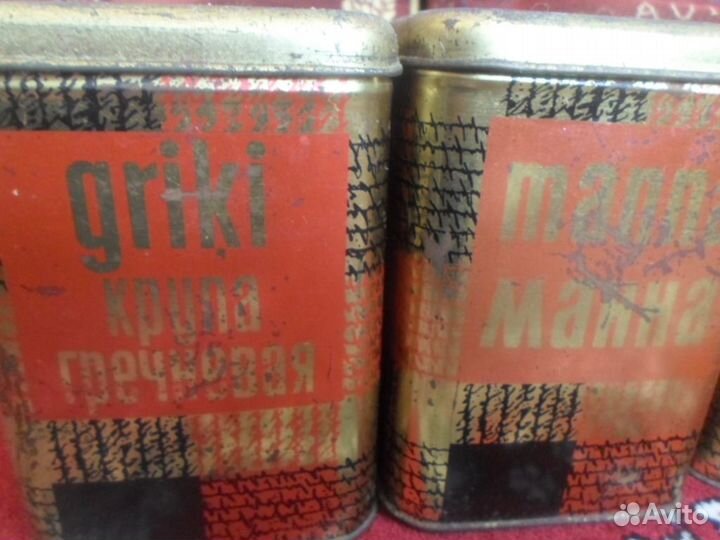 griki
крупа
гречневая
manna
манна
Avito